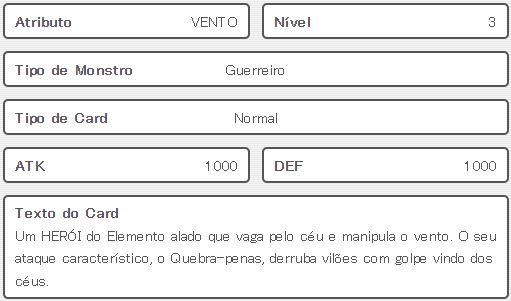 Atributo VENTO Nível 3
Tipo de Monstro Guerreiro
Tipo de Card Normal
ATK 1000 DEF 1000
Texto do Card
Um HERÓI do Elemento alado que vaga pelo céu e manipula o vento. O seu
ataque característico, o Quebra-penas, derruba vilões com golpe vindo dos
céus.